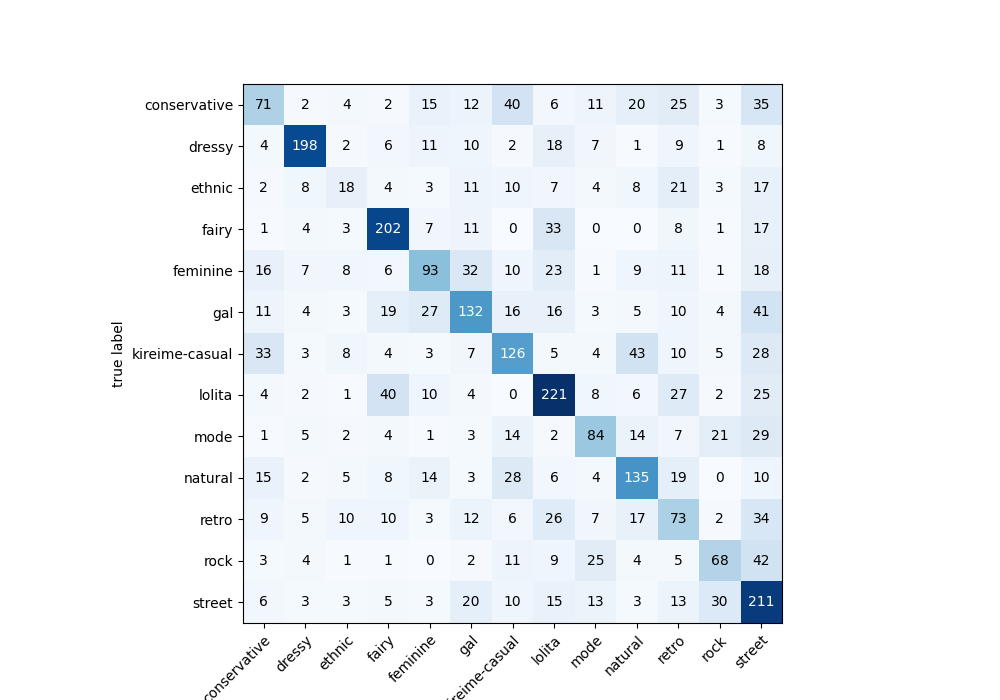 conservative 71 2 4 2 15 12 40 6 11 20 25 3 35
dressy 4 198 2 6 11 10 2 18 7 1 9 1 8
ethnic 2 8 18 4 3 11 10 7 4 8 21 3 17
fairy 1 4 3 202 7 11 0 33 0 0 8 1 17
feminine 16 7 8 6 93 32 10 23 1 9 11 1 18
gal 11 4 3 19 27 132 16 16 3 5 10 4 41
true label
kireime-casual 33 3 8 4 3 7 126 5 4 43 10 5 28
lolita 4 2 1 40 10 4 0 221 8 6 27 2 25
mode 1 5 2 4 1 3 14 2 84 14 7 21 29
natural 15 2 5 8 14 3 28 6 4 135 19 0 10
retro 9 5 10 10 3 12 6 26 7 17 73 2 34
rock 3 4 1 1 0 2 11 9 25 4 5 68 42
street 6 3 3 5 3 20 10 15 13 3 13 30 211
conservative dressy ethnic fairy feminine gal reime-casual lolita mode natural retro rock street